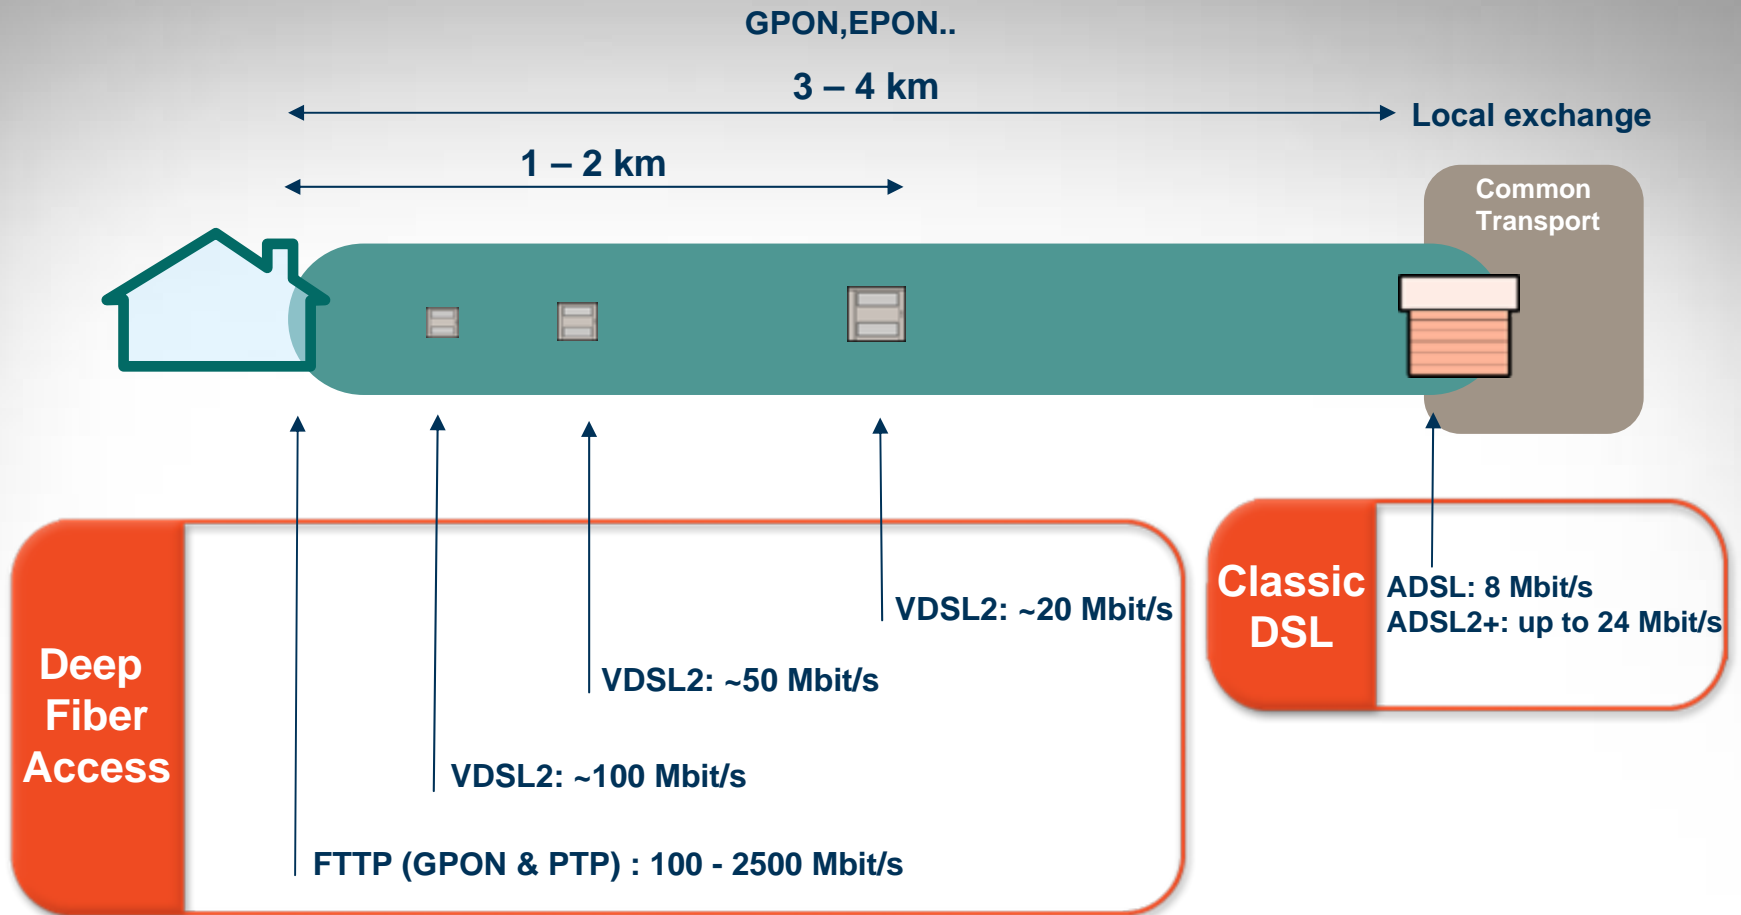 GPON,EPON..
3 – 4 km
Local exchange
1 – 2 km
Common
Transport
Classic
DSL
ADSL: 8 Mbit/s
ADSL2+: up to 24 Mbit/s
Deep
Fiber
Access
VDSL2: ~20 Mbit/s
VDSL2: ~50 Mbit/s
VDSL2: ~100 Mbit/s
FTTP (GPON & PTP) : 100 - 2500 Mbit/s